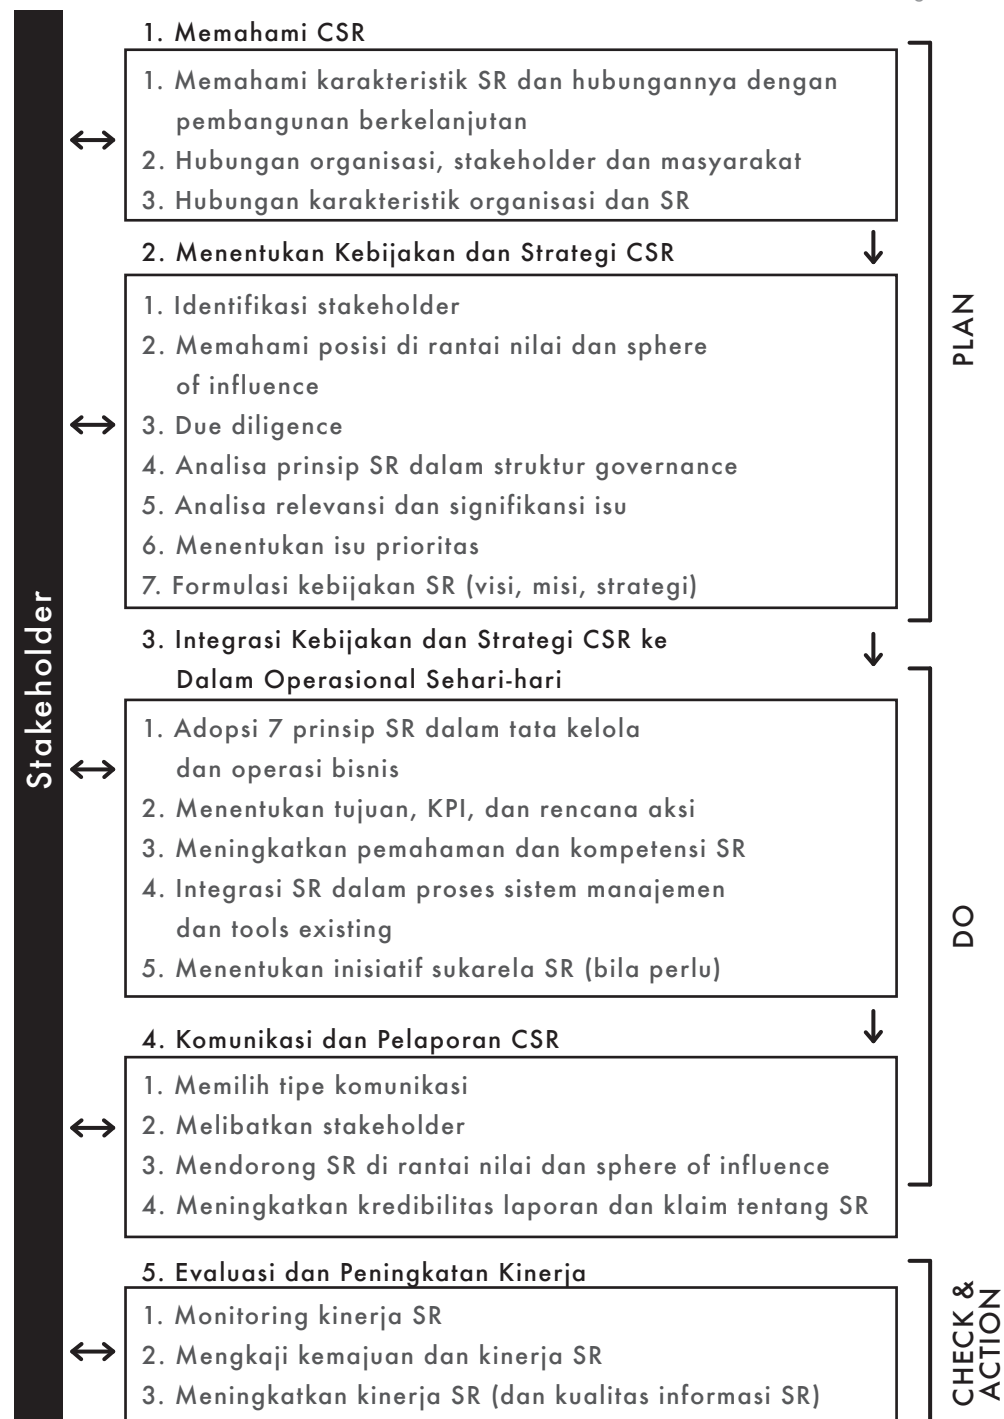 1. Memahami CSR
1. Memahami karakteristik SR dan hubungannya dengan
pembangunan berkelanjutan
2. Hubungan organisasi, stakeholder dan masyarakat
3. Hubungan karakteristik organisasi dan SR
2. Menentukan Kebijakan dan Strategi CSR
1. Identifikasi stakeholder
2. Memahami posisi di rantai nilai dan sphere
of influence
3. Due diligence
4. Analisa prinsip SR dalam struktur governance
5. Analisa relevansi dan signifikansi isu
6. Menentukan isu prioritas
7. Formulasi kebijakan SR (visi, misi, strategi)
PLAN
3. Integrasi Kebijakan dan Strategi CSR ke
Dalam Operasional Sehari-hari
1. Adopsi 7 prinsip SR dalam tata kelola
dan operasi bisnis
2. Menentukan tujuan, KPI, dan rencana aksi
3. Meningkatkan pemahaman dan kompetensi SR
4. Integrasi SR dalam proses sistem manajemen
dan tools existing
5. Menentukan inisiatif sukarela SR (bila perlu)
4. Komunikasi dan Pelaporan CSR
1. Memilih tipe komunikasi
2. Melibatkan stakeholder
3. Mendorong SR di rantai nilai dan sphere of influence
4. Meningkatkan kredibilitas laporan dan klaim tentang SR
DO
5. Evaluasi dan Peningkatan Kinerja
1. Monitoring kinerja SR
2. Mengkaji kemajuan dan kinerja SR
3. Meningkatkan kinerja SR (dan kualitas informasi SR)
CHECK &
ACTION
Stakeholder